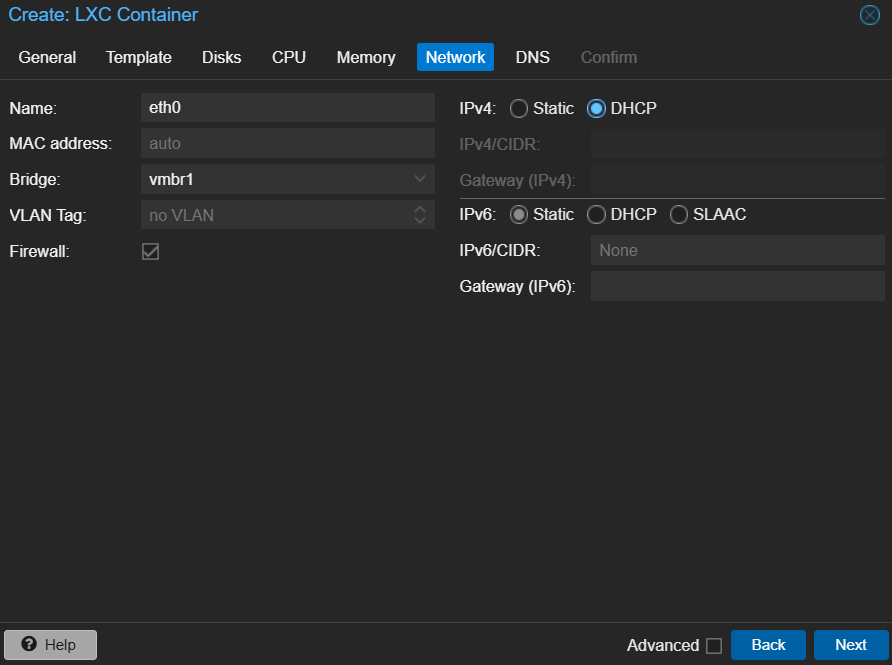 Create: LXC Container
General Template Disks CPU Memory Network DNS Confirm
Name: eth0
MAC address: auto
Bridge: vmbr1
VLAN Tag: no VLAN
Firewall:
IPv4: Static DHCP
IPv4/CIDR:
Gateway (IPv4):
IPv6: Static DHCP SLAAC
IPv6/CIDR: None
Gateway (IPv6):
? Help
Advanced Back Next